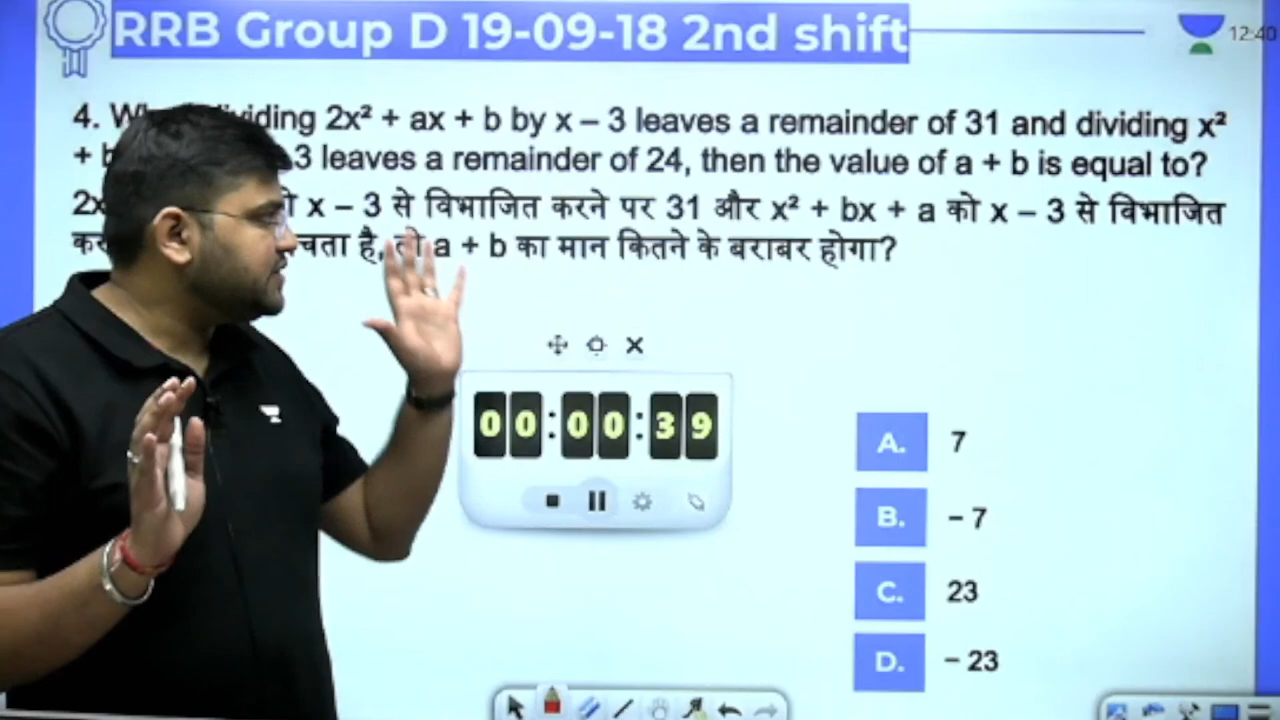 RRB Group D 19-09-18 2nd shift
12:40
4. dividing 2x² + ax + b by x – 3 leaves a remainder of 31 and dividing x²
+ 3 leaves a remainder of 24, then the value of a + b is equal to?
x – 3 से विभाजित करने पर 31 और x² + bx + a को x – 3 से विभाजित
है, तो a + b का मान कितने के बराबर होगा?
00:00:39
A. 7
B. – 7
C. 23
D. – 23